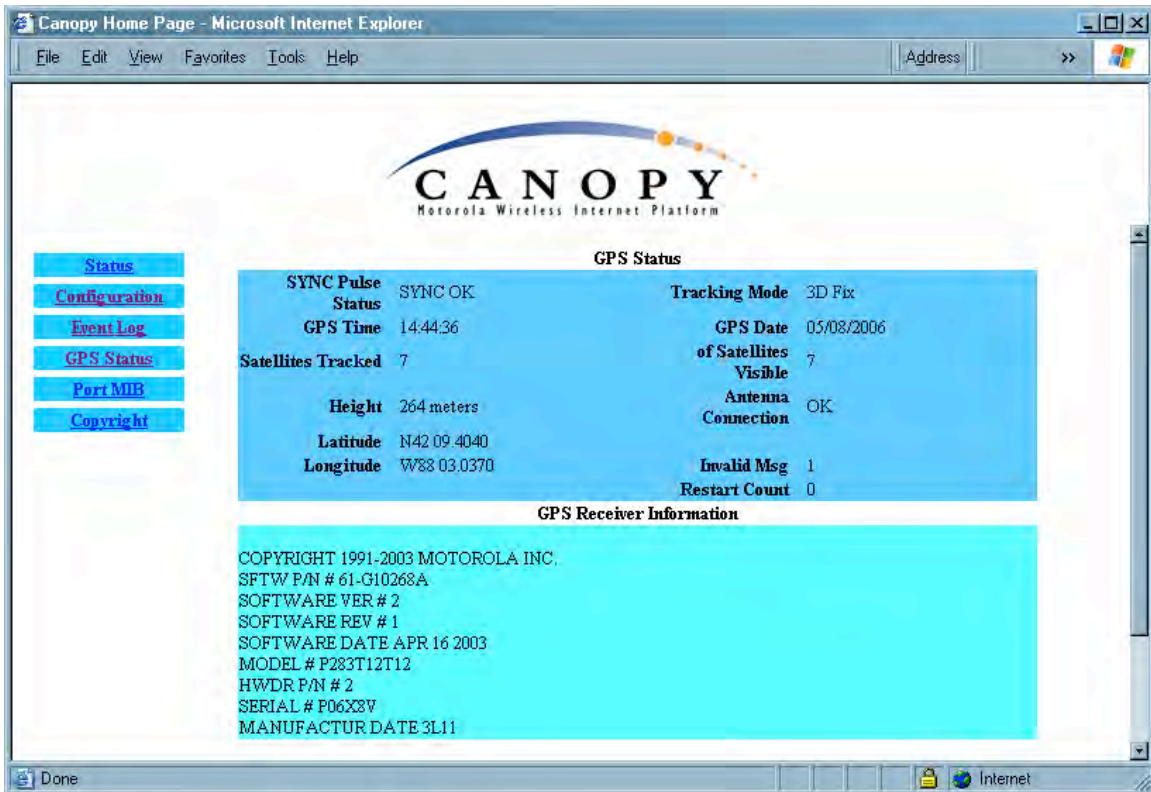 Canopy Home Page - Microsoft Internet Explorer
File Edit View Favorites Tools Help Address »
CANOPY
Motorola Wireless Internet Platform
Status
Configuration
Event Log
GPS Status
Port MIB
Copyright
GPS Status
SYNC Pulse Status SYNC OK Tracking Mode 3D Fix
GPS Time 14:44:36 GPS Date 05/08/2006
Satellites Tracked 7 of Satellites Visible 7
Height 264 meters Antenna Connection OK
Latitude N42 09.4040
Longitude W88 03.0370 Invalid Msg 1
Restart Count 0
GPS Receiver Information
COPYRIGHT 1991-2003 MOTOROLA INC.
SFTW P/N # 61-G10268A
SOFTWARE VER # 2
SOFTWARE REV # 1
SOFTWARE DATE APR 16 2003
MODEL # P283T12T12
HWDR P/N # 2
SERIAL # P06X8V
MANUFACTUR DATE 3L11
Done Internet